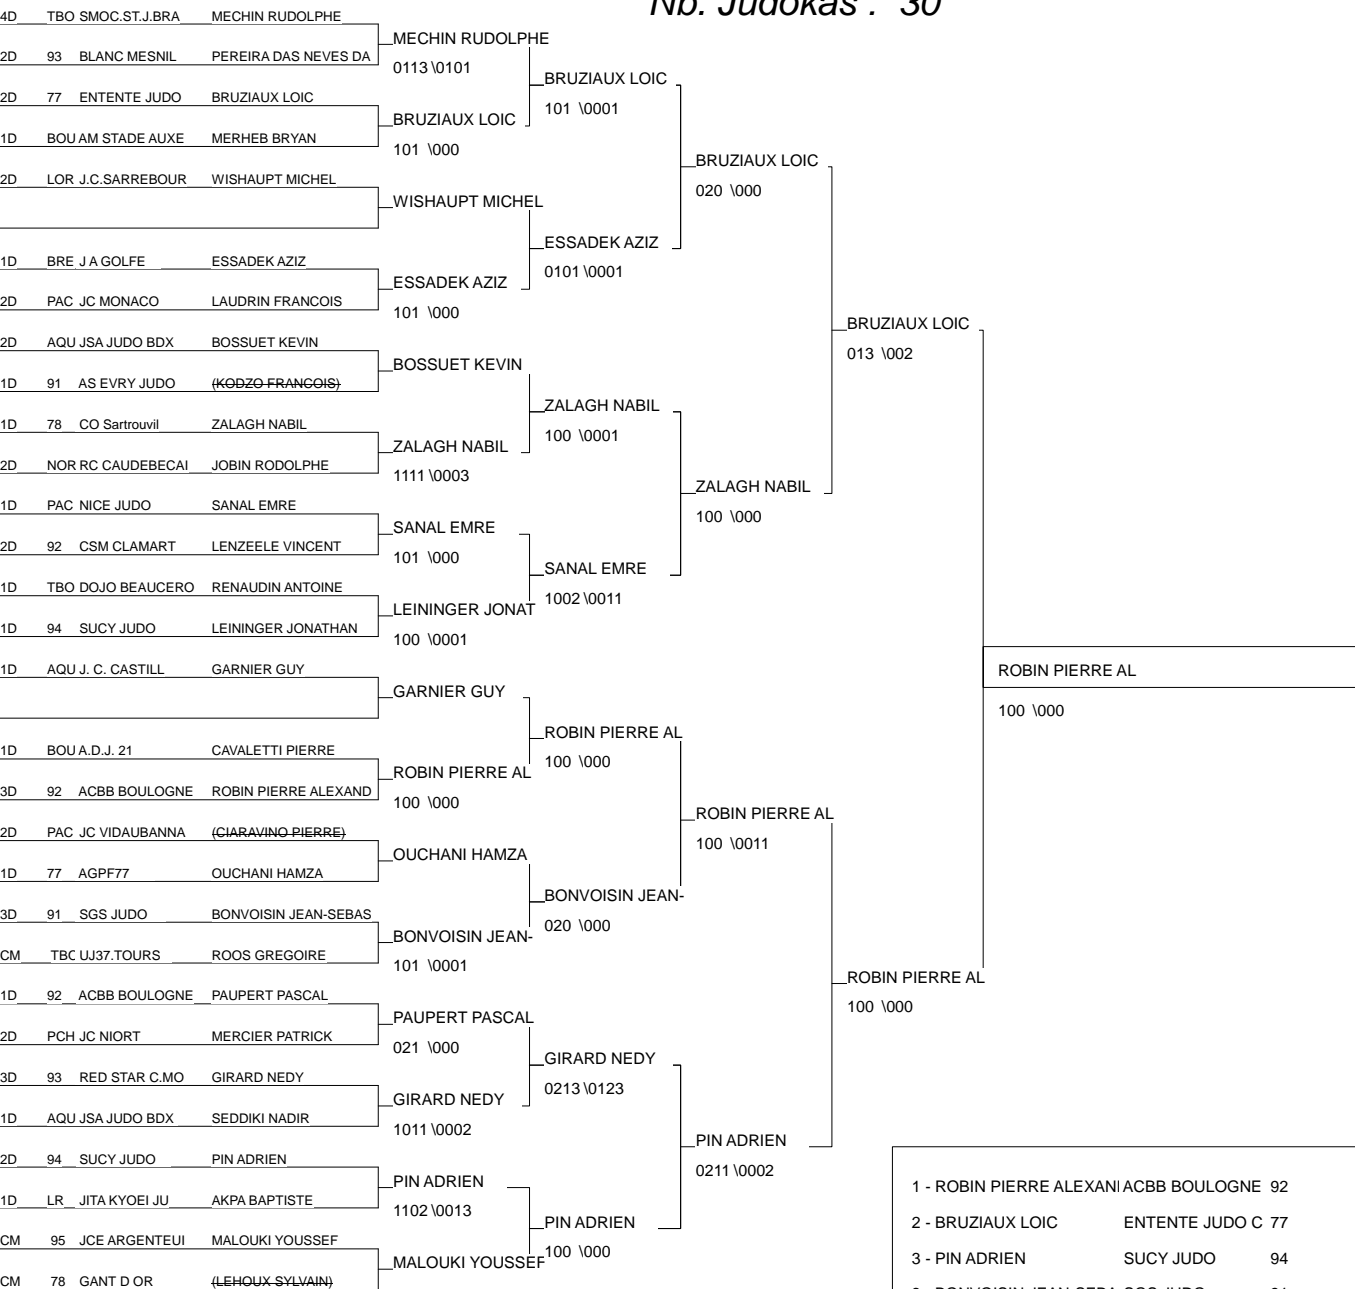 Nb. Judokas : 30
4D TBO SMOC.ST.J.BRA MECHIN RUDOLPHE
MECHIN RUDOLPHE
2D 93 BLANC MESNIL PEREIRA DAS NEVES DA
0113 \0101
BRUZIAUX LOIC
2D 77 ENTENTE JUDO BRUZIAUX LOIC
101 \0001
BRUZIAUX LOIC
1D BOU AM STADE AUXE MERHEB BRYAN
101 \000
BRUZIAUX LOIC
2D LOR J.C.SARREBOUR WISHAUPT MICHEL
020 \000
WISHAUPT MICHEL
ESSADEK AZIZ
1D BRE J A GOLFE ESSADEK AZIZ
0101 \0001
ESSADEK AZIZ
2D PAC JC MONACO LAUDRIN FRANCOIS
101 \000
BRUZIAUX LOIC
2D AQU JSA JUDO BDX BOSSUET KEVIN
013 \002
BOSSUET KEVIN
1D 91 AS EVRY JUDO (KODZO FRANCOIS)
ZALAGH NABIL
1D 78 CO Sartrouvil ZALAGH NABIL
100 \0001
ZALAGH NABIL
2D NOR RC CAUDEBECAI JOBIN RODOLPHE
1111 \0003
ZALAGH NABIL
1D PAC NICE JUDO SANAL EMRE
100 \000
SANAL EMRE
2D 92 CSM CLAMART LENZEELE VINCENT
101 \000
SANAL EMRE
1D TBO DOJO BEAUCERO RENAUDIN ANTOINE
1002 \0011
LEININGER JONAT
1D 94 SUCY JUDO LEININGER JONATHAN
100 \0001
1D AQU J. C. CASTILL GARNIER GUY
ROBIN PIERRE AL
GARNIER GUY
100 \000
ROBIN PIERRE AL
1D BOU A.D.J. 21 CAVALETTI PIERRE
100 \000
ROBIN PIERRE AL
3D 92 ACBB BOULOGNE ROBIN PIERRE ALEXAND
100 \000
ROBIN PIERRE AL
2D PAC JC VIDAUBANNA (CIARAVINO PIERRE)
100 \0011
OUCHANI HAMZA
1D 77 AGPF77 OUCHANI HAMZA
BONVOISIN JEAN-
3D 91 SGS JUDO BONVOISIN JEAN-SEBAS
020 \000
BONVOISIN JEAN-
CM TBO UJ37.TOURS ROOS GREGOIRE
101 \0001
ROBIN PIERRE AL
1D 92 ACBB BOULOGNE PAUPERT PASCAL
100 \000
PAUPERT PASCAL
2D PCH JC NIORT MERCIER PATRICK
021 \000
GIRARD NEDY
3D 93 RED STAR C.MO GIRARD NEDY
0213 \0123
GIRARD NEDY
1D AQU JSA JUDO BDX SEDDIKI NADIR
1011 \0002
PIN ADRIEN
2D 94 SUCY JUDO PIN ADRIEN
0211 \0002
PIN ADRIEN
1D LR JITA KYOEI JU AKPA BAPTISTE
1102 \0013
PIN ADRIEN
CM 95 JCE ARGENTEUI MALOUKI YOUSSEF
100 \000
MALOUKI YOUSSEF
CM 78 GANT D OR (LEHOUX SYLVAIN)
1 - ROBIN PIERRE ALEXAN ACBB BOULOGNE 92
2 - BRUZIAUX LOIC ENTENTE JUDO C 77
3 - PIN ADRIEN SUCY JUDO 94